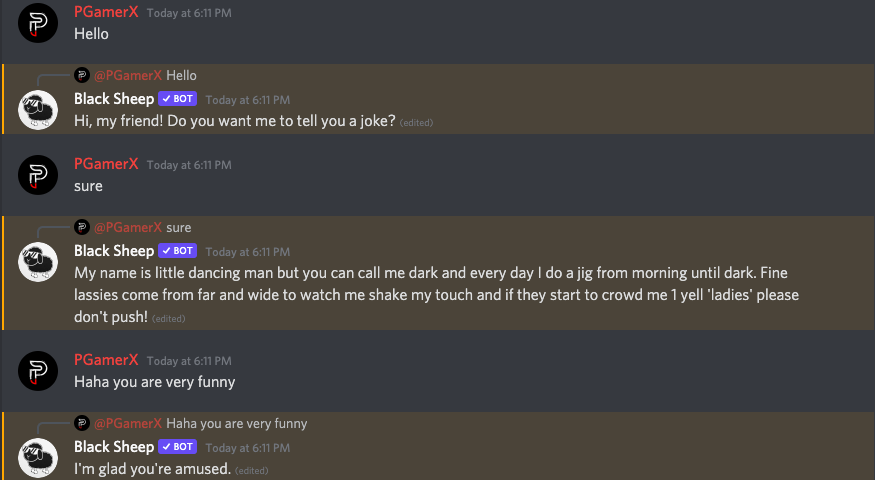 PGamerX Today at 6:11 PM
Hello
@PGamerX Hello
Black Sheep ✓ BOT Today at 6:11 PM
Hi, my friend! Do you want me to tell you a joke? (edited)
PGamerX Today at 6:11 PM
sure
@PGamerX sure
Black Sheep ✓ BOT Today at 6:11 PM
My name is little dancing man but you can call me dark and every day I do a jig from morning until dark. Fine
lassies come from far and wide to watch me shake my touch and if they start to crowd me 1 yell 'ladies' please
don't push! (edited)
PGamerX Today at 6:11 PM
Haha you are very funny
@PGamerX Haha you are very funny
Black Sheep ✓ BOT Today at 6:11 PM
I'm glad you're amused. (edited)